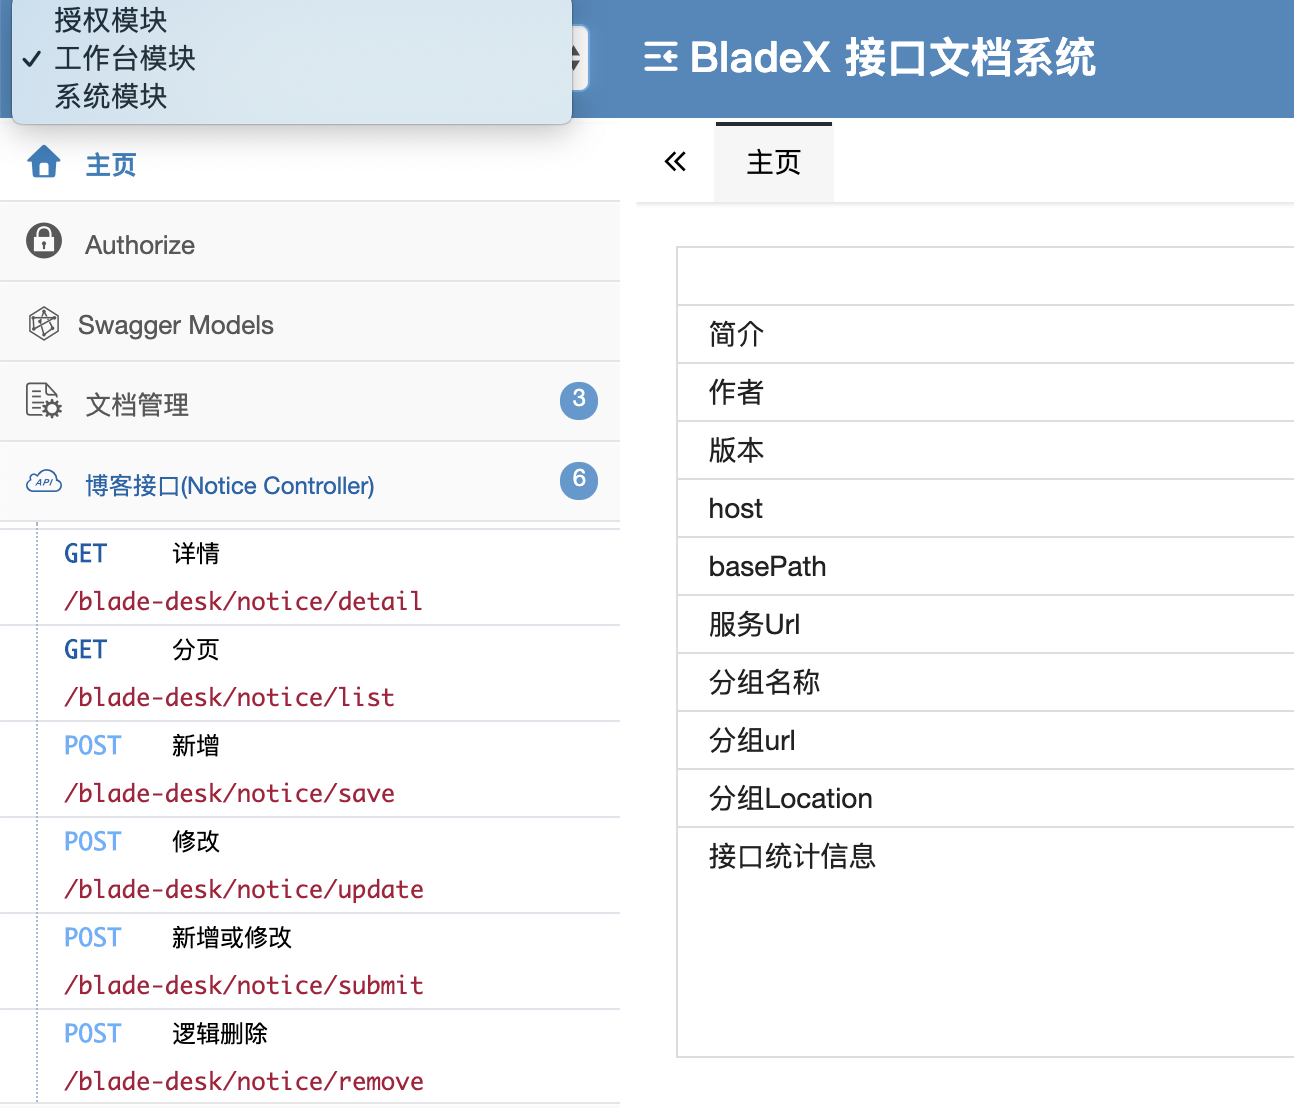 授权模块
工作台模块
系统模块
BladeX 接口文档系统
主页
Authorize
Swagger Models
文档管理
3
API
博客接口(Notice Controller)
6
GET 详情
/blade-desk/notice/detail
GET 分页
/blade-desk/notice/list
POST 新增
/blade-desk/notice/save
POST 修改
/blade-desk/notice/update
POST 新增或修改
/blade-desk/notice/submit
POST 逻辑删除
/blade-desk/notice/remove
主页
简介
作者
版本
host
basePath
服务Url
分组名称
分组url
分组Location
接口统计信息